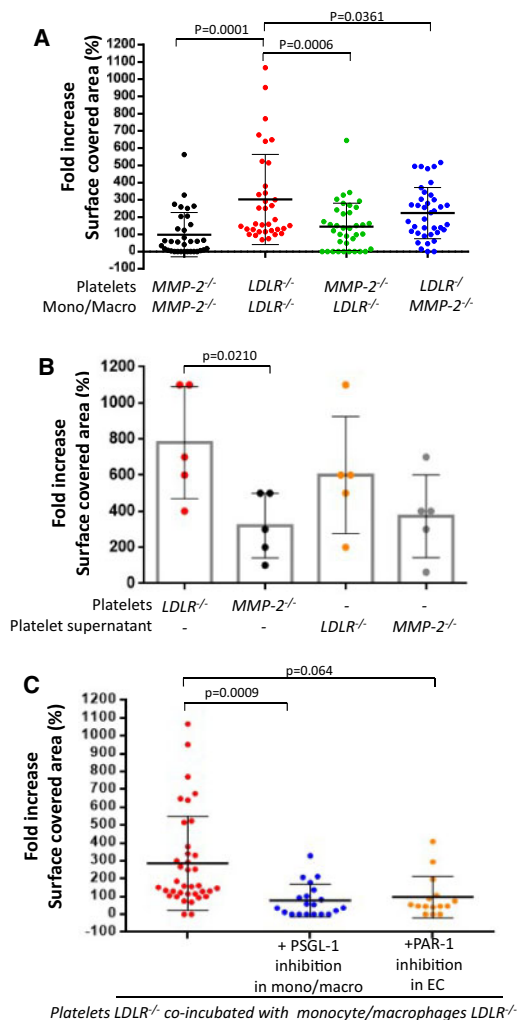 A
P=0.0001
P=0.0361
P=0.0006
Fold increase
Surface covered area (%)
1200
1100
1000
900
800
700
600
500
400
300
200
100
0
-100
Platelets MMP-2-/- LDLR-/- MMP-2-/- LDLR-/
Mono/Macro MMP-2-/- LDLR-/- LDLR-/- MMP-2-/-
B
p=0.0210
Fold increase
Surface covered area (%)
1200
1000
800
600
400
200
0
Platelets LDLR-/- MMP-2-/- - -
Platelet supernatant - - LDLR-/- MMP-2-/-
C
p=0.064
p=0.0009
Fold increase
Surface covered area (%)
1200
1100
1000
900
800
700
600
500
400
300
200
100
0
-100
+ PSGL-1 +PAR-1
inhibition inhibition
in mono/macro in EC
Platelets LDLR-/- co-incubated with monocyte/macrophages LDLR-/-